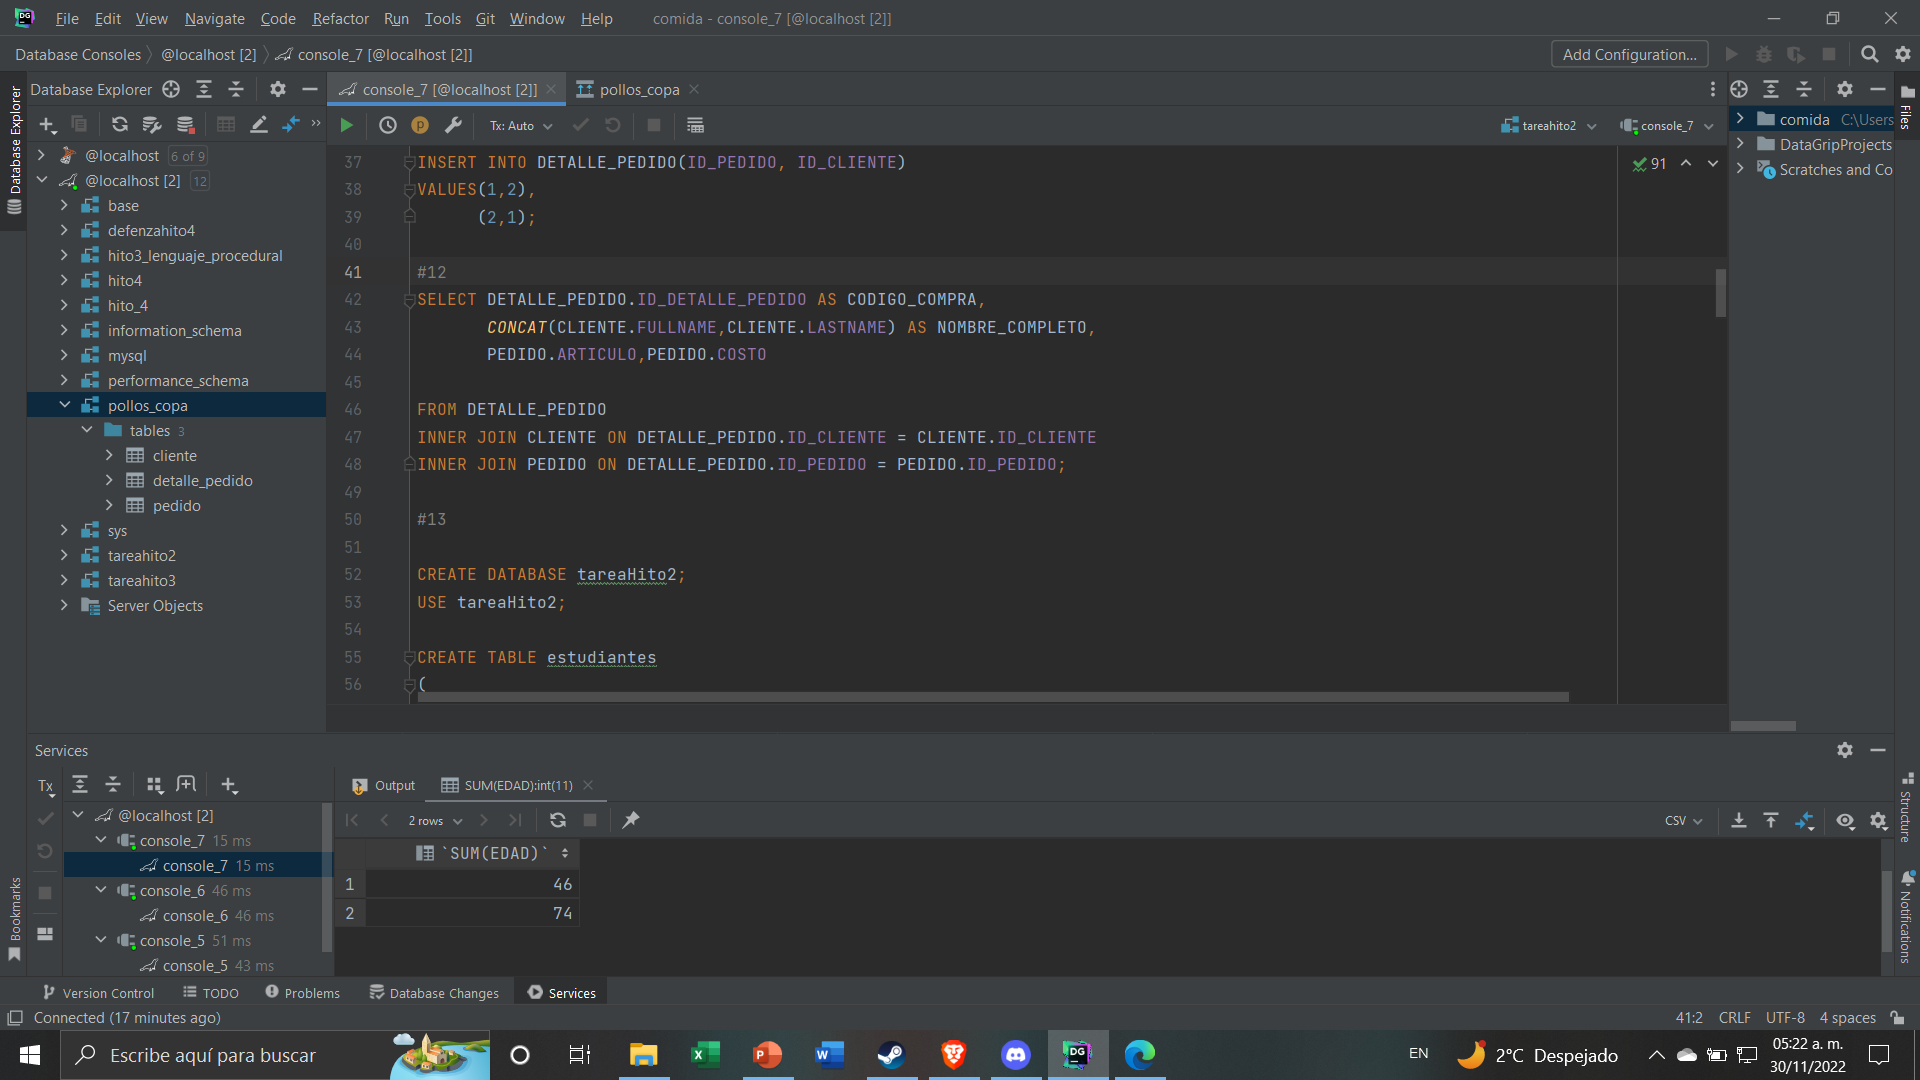 File Edit View Navigate Code Refactor Run Tools Git Window Help comida - console_7 [@localhost [2]]
Database Consoles @localhost [2] console_7 [@localhost [2]] Add Configuration...
Database Explorer
Database Explorer
console_7 [@localhost [2]]
pollos_copa
Tx: Auto
tareahito2
console_7
@localhost 6 of 9
@localhost [2] 12
base
defenzahito4
hito3_lenguaje_procedural
hito4
hito_4
information_schema
mysql
performance_schema
pollos_copa
tables 3
cliente
detalle_pedido
pedido
sys
tareahito2
tareahito3
Server Objects
37 INSERT INTO DETALLE_PEDIDO(ID_PEDIDO, ID_CLIENTE)
38 VALUES(1,2),
39 (2,1);
40
41 #12
42 SELECT DETALLE_PEDIDO.ID_DETALLE_PEDIDO AS CODIGO_COMPRA,
43 CONCAT(CLIENTE.FULLNAME,CLIENTE.LASTNAME) AS NOMBRE_COMPLETO,
44 PEDIDO.ARTICULO,PEDIDO.COSTO
45
46 FROM DETALLE_PEDIDO
47 INNER JOIN CLIENTE ON DETALLE_PEDIDO.ID_CLIENTE = CLIENTE.ID_CLIENTE
48 INNER JOIN PEDIDO ON DETALLE_PEDIDO.ID_PEDIDO = PEDIDO.ID_PEDIDO;
49
50 #13
51
52 CREATE DATABASE tareaHito2;
53 USE tareaHito2;
54
55 CREATE TABLE estudiantes
56 (
91
comida C:\Users
DataGripProjects
Scratches and Co
Files
Services
Tx
@localhost [2]
console_7 15 ms
console_7 15 ms
console_6 46 ms
console_6 46 ms
console_5 51 ms
console_5 43 ms
Output
SUM(EDAD):int(11)
2 rows
CSV
`SUM(EDAD)`
1 46
2 74
Structure
Notifications
Bookmarks
Version Control TODO Problems Database Changes Services
Connected (17 minutes ago)
41:2 CRLF UTF-8 4 spaces
Escribe aquí para buscar
EN
2°C Despejado
05:22 a. m.
30/11/2022